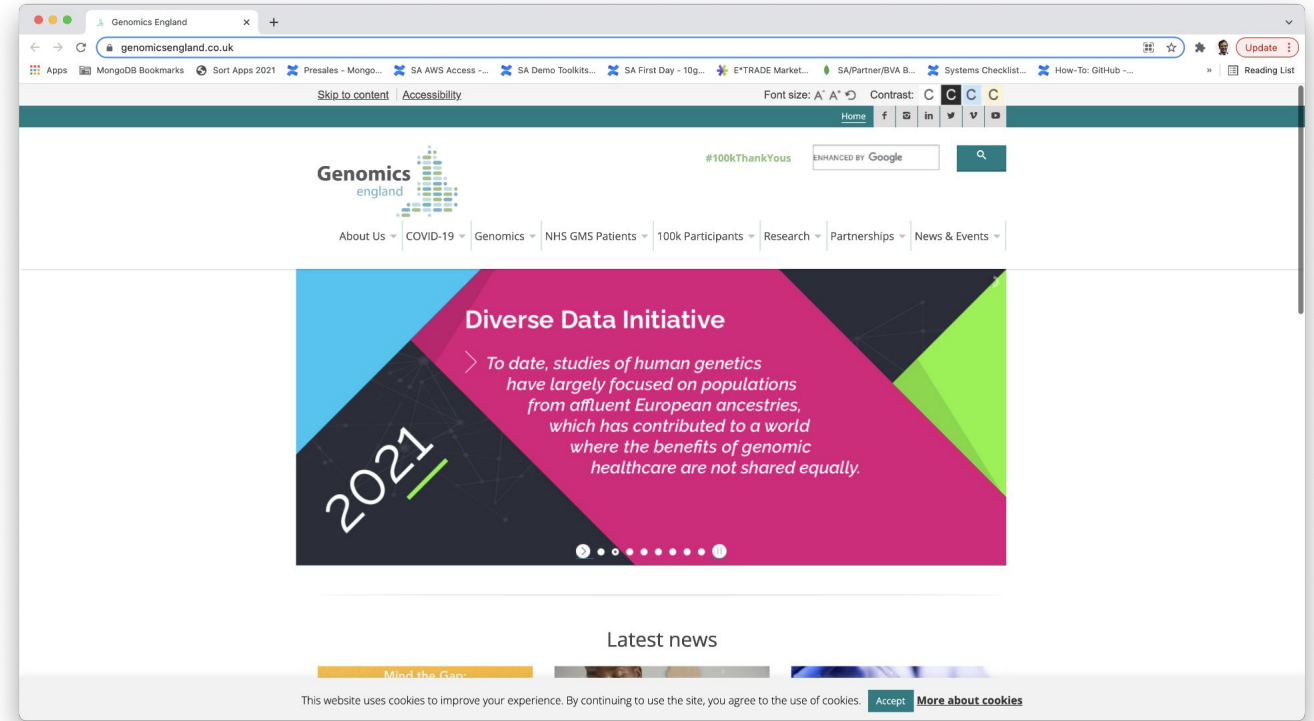 Genomics England
genomicsengland.co.uk
Update
Apps MongoDB Bookmarks Sort Apps 2021 Presales - Mongo... SA AWS Access -... SA Demo Toolkits... SA First Day - 10g... E*TRADE Market... SA/Partner/BVA B... Systems Checklist... How-To: GitHub -... » Reading List
Skip to content Accessibility Font size: A- A+ Contrast: C C C C
Home
Genomics
england
#100kThankYous ENHANCED BY Google
About Us COVID-19 Genomics NHS GMS Patients 100k Participants Research Partnerships News & Events
Diverse Data Initiative
To date, studies of human genetics
have largely focused on populations
from affluent European ancestries,
which has contributed to a world
where the benefits of genomic
healthcare are not shared equally.
2021
Latest news
Mind the Gap:
This website uses cookies to improve your experience. By continuing to use the site, you agree to the use of cookies. Accept More about cookies